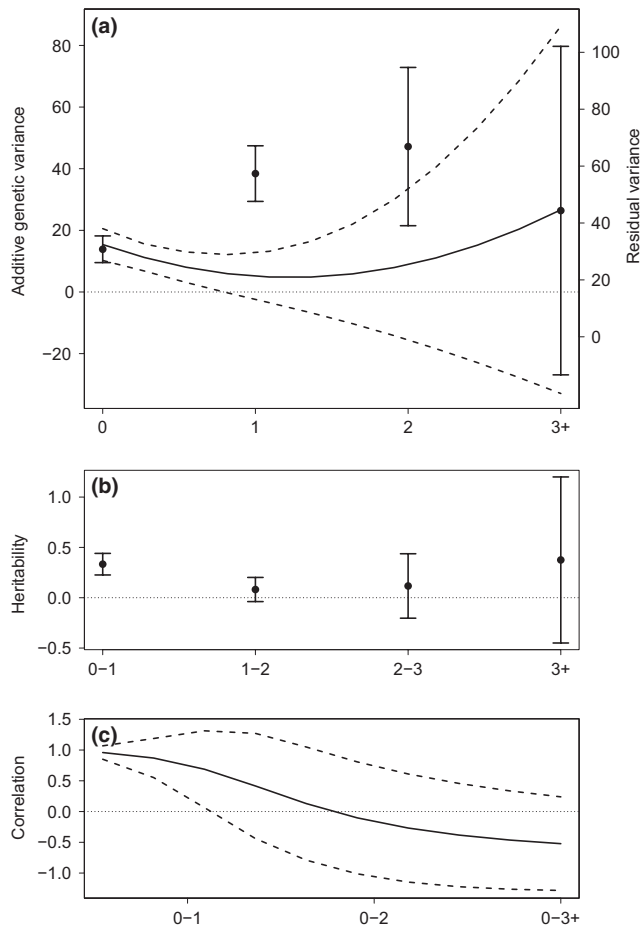 (a)
80
60
40
20
0
−20
Additive genetic variance
100
80
60
40
20
0
Residual variance
0 1 2 3+
(b)
1.0
0.5
0.0
−0.5
Heritability
0−1 1−2 2−3 3+
(c)
1.5
1.0
0.5
0.0
−0.5
−1.0
Correlation
0−1 0−2 0−3+